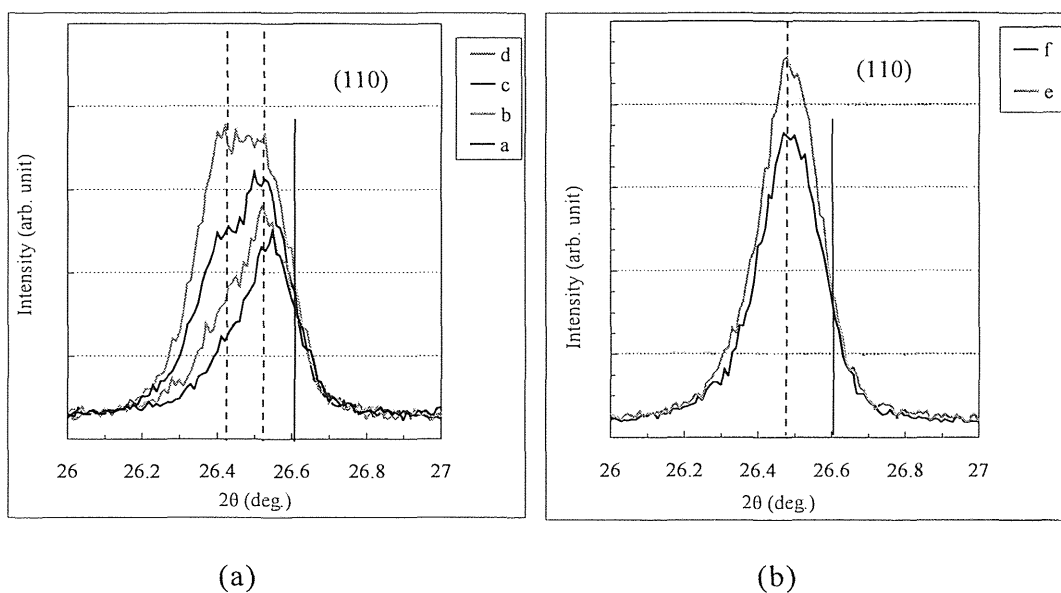 (110)
d
c
b
a
Intensity (arb. unit)
26 26.2 26.4 26.6 26.8 27
2θ (deg.)
(a)
(110)
f
e
Intensity (arb. unit)
26 26.2 26.4 26.6 26.8 27
2θ (deg.)
(b)